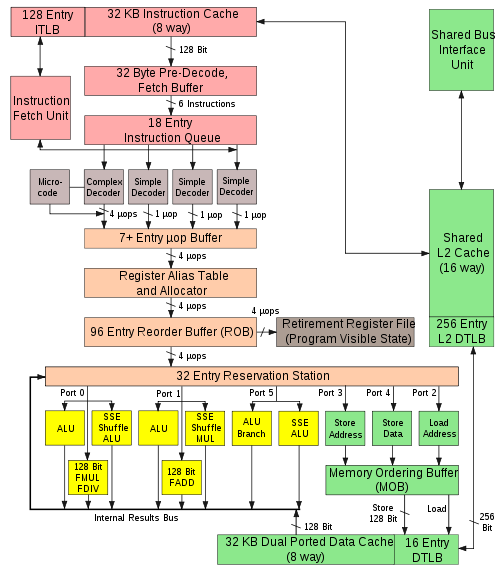 128 Entry
ITLB
32 KB Instruction Cache
(8 way)
Shared Bus
Interface
Unit
128 Bit
32 Byte Pre-Decode,
Fetch Buffer
Instruction
Fetch Unit
6 Instructions
18 Entry
Instruction Queue
Micro-
code
Complex
Decoder
Simple
Decoder
Simple
Decoder
Simple
Decoder
4 µops
1 µop
1 µop
1 µop
Shared
L2 Cache
(16 way)
7+ Entry µop Buffer
4 µops
Register Alias Table
and Allocator
4 µops
4 µops
96 Entry Reorder Buffer (ROB)
Retirement Register File
(Program Visible State)
256 Entry
L2 DTLB
4 µops
32 Entry Reservation Station
Port 0
Port 1
Port 5
Port 3
Port 4
Port 2
ALU
SSE
Shuffle
ALU
ALU
SSE
Shuffle
MUL
ALU
Branch
SSE
ALU
Store
Address
Store
Data
Load
Address
128 Bit
FMUL
FDIV
128 Bit
FADD
Memory Ordering Buffer
(MOB)
Internal Results Bus
Store
128 Bit
Load
128 Bit
256
Bit
32 KB Dual Ported Data Cache
(8 way)
16 Entry
DTLB